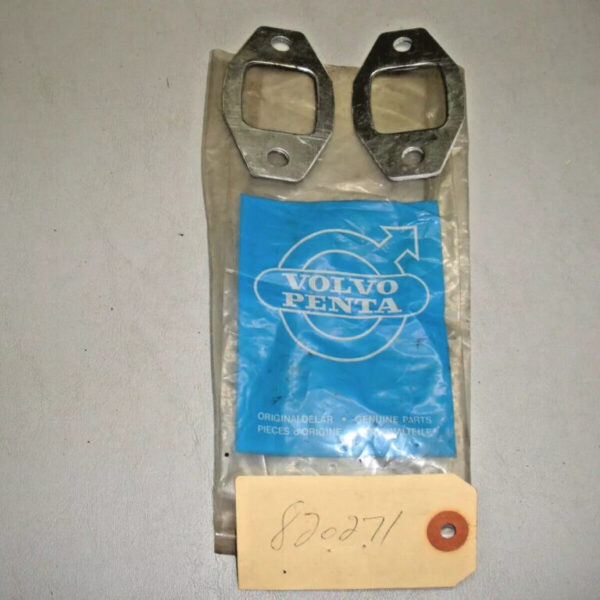 VOLVO
PENTA
ORIGINALDELAR • GENUINE PARTS
PIECES d'ORIGINE
820271